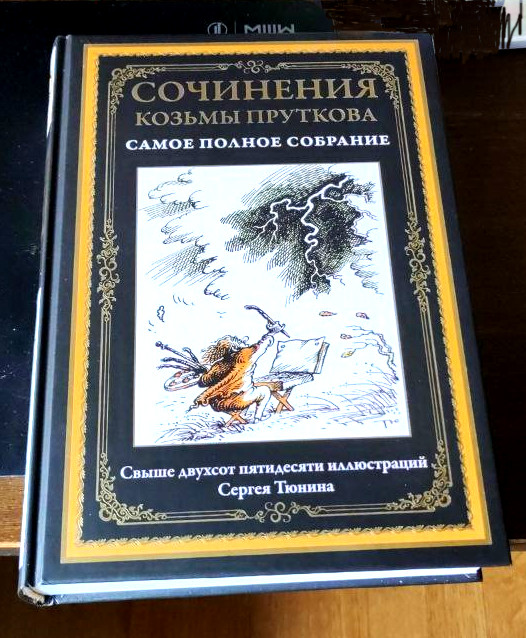 СОЧИНЕНИЯ
КОЗЬМЫ ПРУТКОВА
САМОЕ ПОЛНОЕ СОБРАНИЕ
Свыше двухсот пятидесяти иллюстраций
Сергея Тюнина